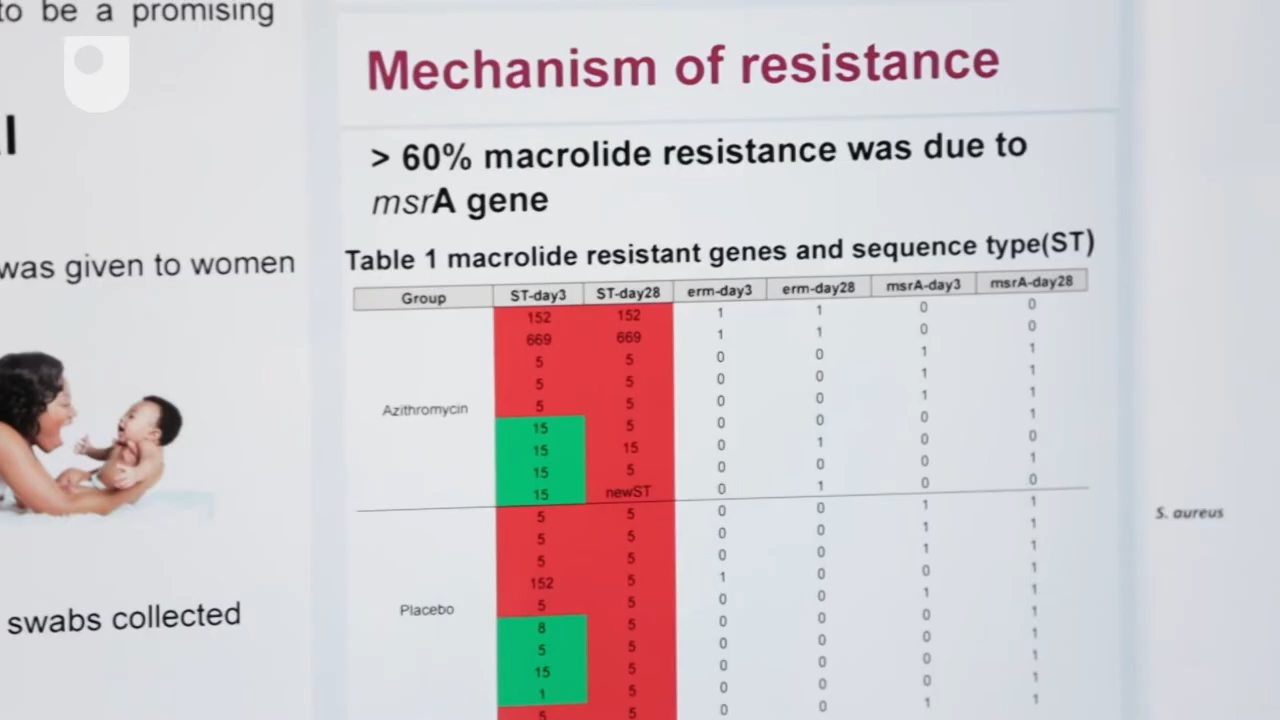 to be a promising
was given to women
swabs collected
Mechanism of resistance
> 60% macrolide resistance was due to
msrA gene
Table 1 macrolide resistant genes and sequence type(ST)
Group ST-day3 ST-day28 erm-day3 erm-day28 msrA-day3 msrA-day28
152 152 1 1 0 0
669 669 1 1 0 0
5 5 0 0 1 1
5 5 0 0 1 1
Azithromycin 5 5 0 0 1 1
15 5 0 0 0 1
15 15 0 1 0 0
15 5 0 0 0 1
15 newST 0 1 0 0
5 5 0 0 1 1
5 5 0 0 1 1
5 5 0 0 1 1
152 5 1 0 0 1
Placebo 5 5 0 0 1 1
8 5 0 0 0 1
5 5 0 0 0 1
15 5 0 0 0 1
1 5 0 0 0 1
5 5 0 0 1 1
S. aureus